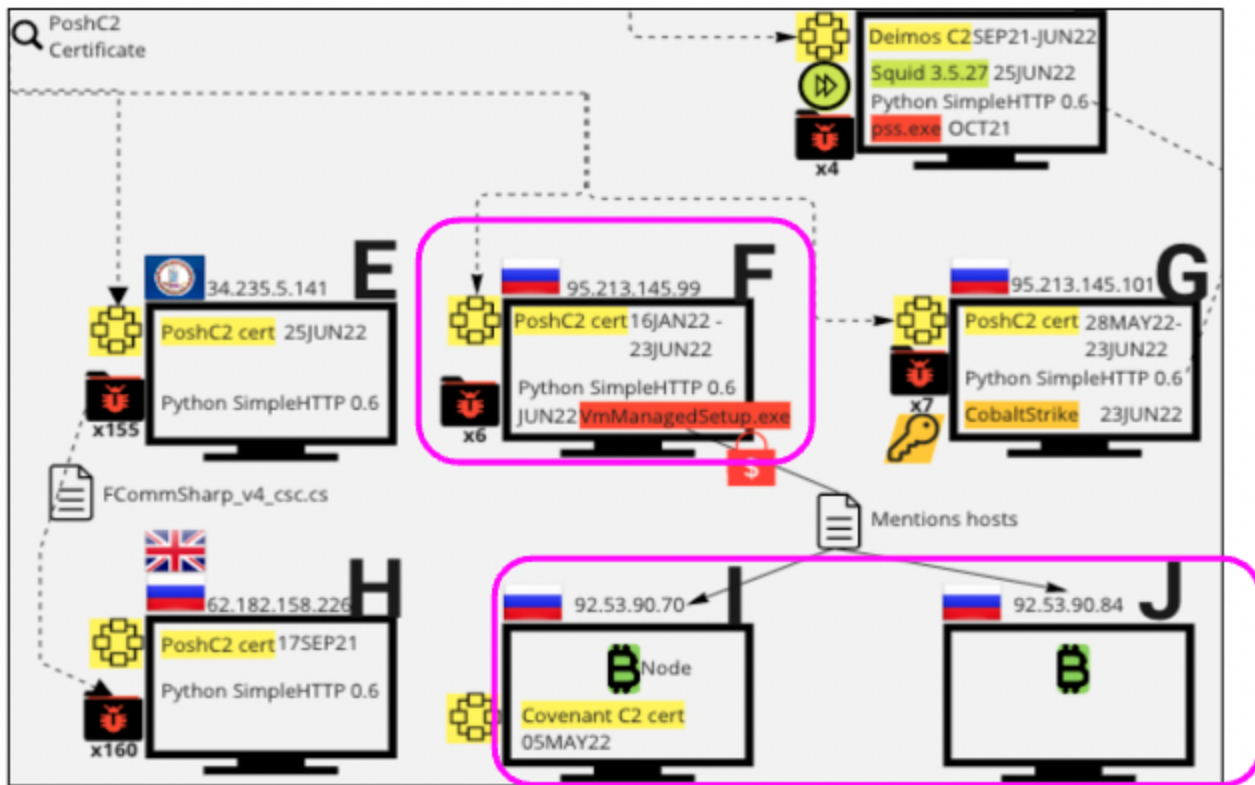 PoshC2
Certificate
Deimos C2 SEP21-JUN22
Squid 3.5.27 25JUN22
Python SimpleHTTP 0.6
pss.exe OCT21
x4
E
34.235.5.141
PoshC2 cert 25JUN22
Python SimpleHTTP 0.6
x155
F
95.213.145.99
PoshC2 cert 16JAN22 -
23JUN22
Python SimpleHTTP 0.6
JUN22 VmManagedSetup.exe
x6
$
G
95.213.145.101
PoshC2 cert 28MAY22-
23JUN22
Python SimpleHTTP 0.6
CobaltStrike 23JUN22
x7
FCommSharp_v4_csc.cs
Mentions hosts
H
62.182.158.226
PoshC2 cert 17SEP21
Python SimpleHTTP 0.6
x160
I
92.53.90.70
B Node
Covenant C2 cert
05MAY22
J
92.53.90.84
B